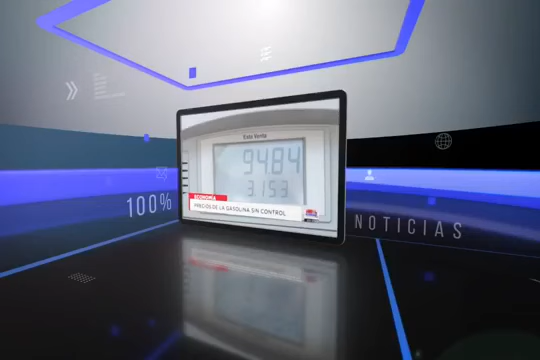 Esta Venta
9484
3.153
ECONOMÍA
PRECIOS DE LA GASOLINA SIN CONTROL
100%
NOTICIAS